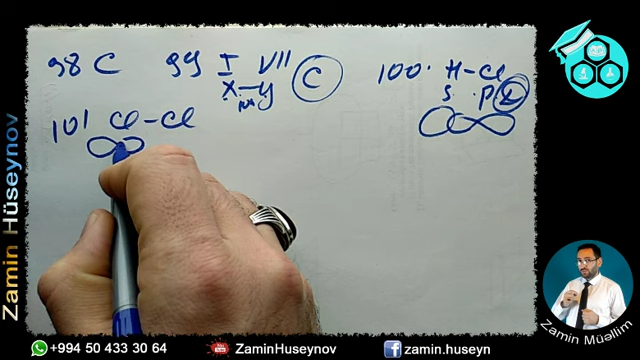 98 C 99 I VII
X-Y C
100. H-Cl
S P
101 Cl-Cl
Zamin Hüseynov
Zamin Müəllim
+994 50 433 30 64 ZaminHuseynov zamin.huseyn